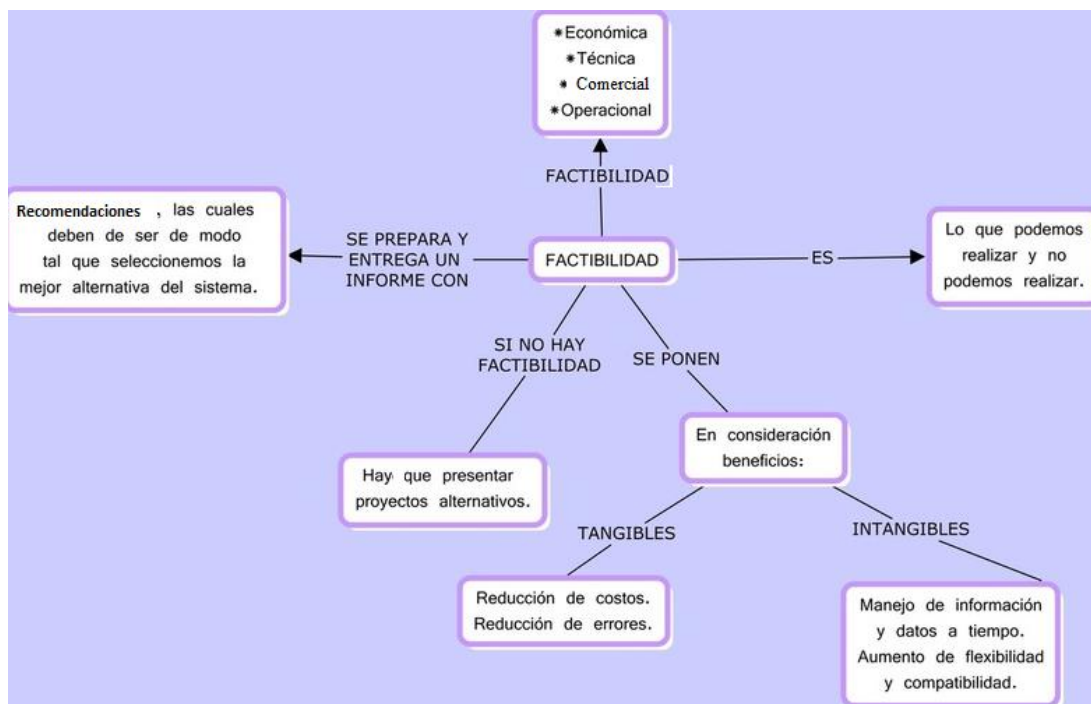 *Económica
*Técnica
* Comercial
*Operacional
FACTIBILIDAD
Recomendaciones , las cuales
deben de ser de modo
tal que seleccionemos la
mejor alternativa del sistema.
SE PREPARA Y
ENTREGA UN
INFORME CON
FACTIBILIDAD
ES
Lo que podemos
realizar y no
podemos realizar.
SI NO HAY
FACTIBILIDAD
SE PONEN
Hay que presentar
proyectos alternativos.
En consideración
beneficios:
TANGIBLES
INTANGIBLES
Reducción de costos.
Reducción de errores.
Manejo de información
y datos a tiempo.
Aumento de flexibilidad
y compatibilidad.